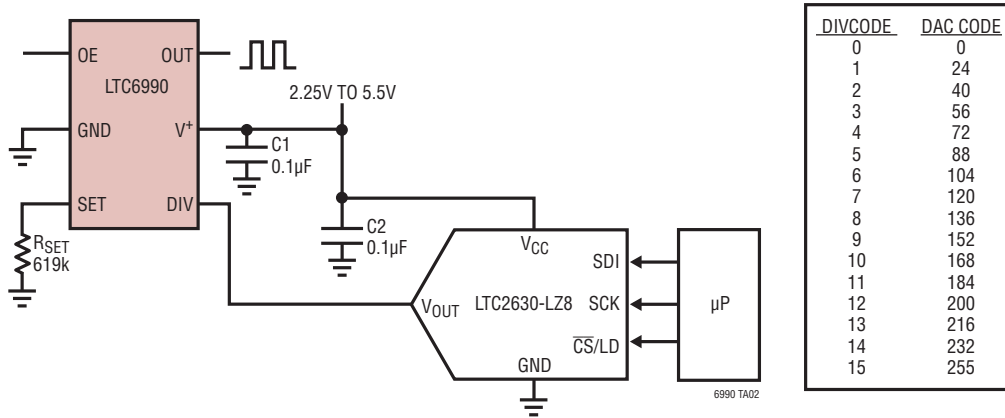 OE
OUT
LTC6990
GND
V+
SET
DIV
RSET
619k
2.25V TO 5.5V
C1
0.1µF
C2
0.1µF
VCC
SDI
VOUT
LTC2630-LZ8
SCK
CS/LD
GND
µP
6990 TA02
DIVCODE DAC CODE
0 0
1 24
2 40
3 56
4 72
5 88
6 104
7 120
8 136
9 152
10 168
11 184
12 200
13 216
14 232
15 255